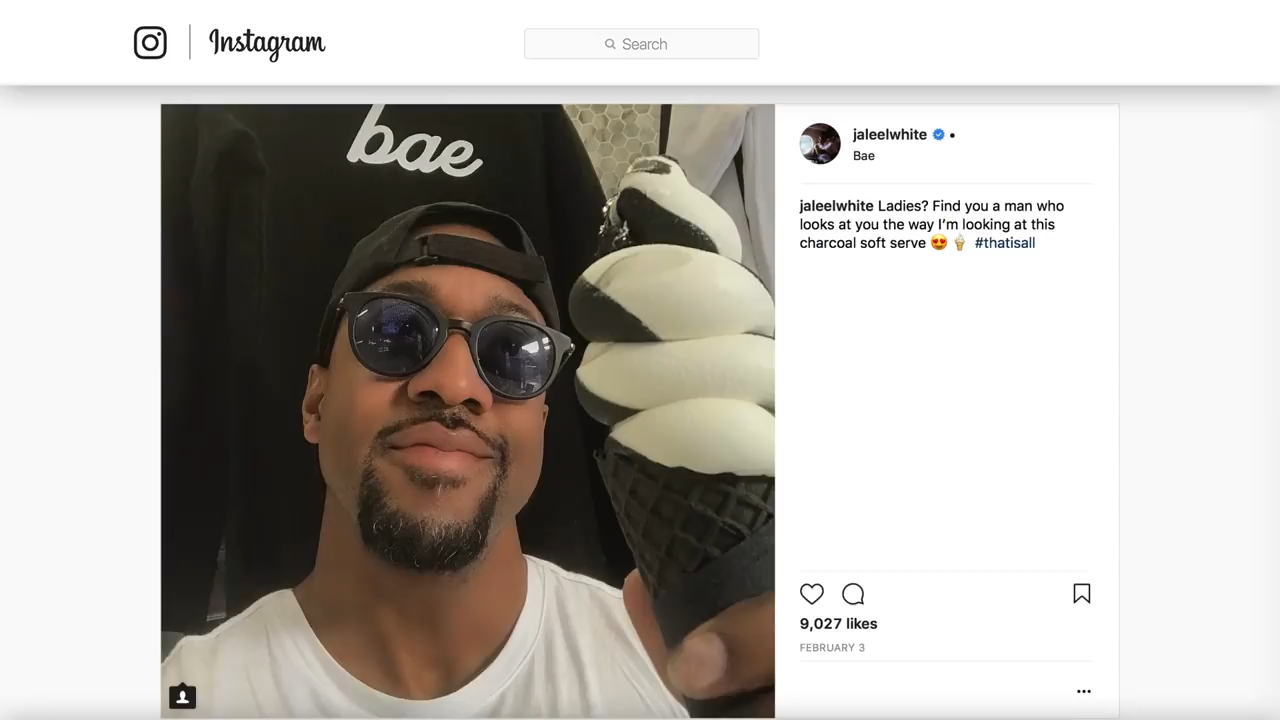 Instagram
Search
bae
jaleelwhite •
Bae
jaleelwhite Ladies? Find you a man who
looks at you the way I’m looking at this
charcoal soft serve 😍 🍦 #thatisall
9,027 likes
FEBRUARY 3